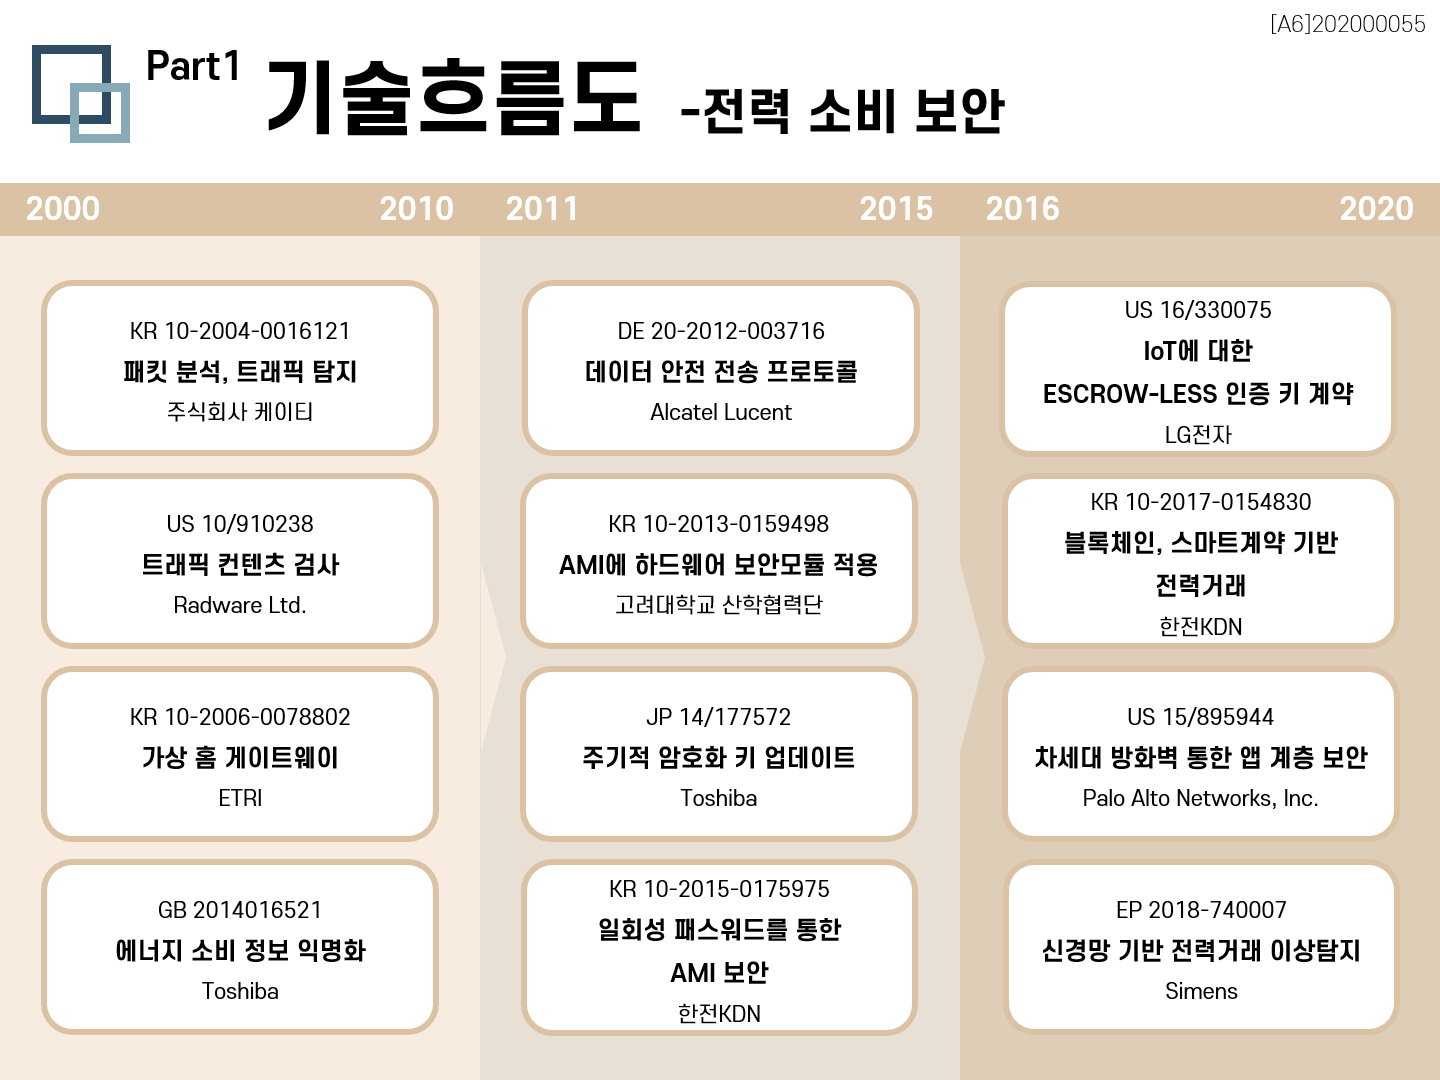 [A6]202000055
Part1 기술흐름도 -전력 소비 보안
2000 2010 2011 2015 2016 2020
KR 10-2004-0016121
패킷 분석, 트래픽 탐지
주식회사 케이티
US 10/910238
트래픽 컨텐츠 검사
Radware Ltd.
KR 10-2006-0078802
가상 홈 게이트웨이
ETRI
GB 2014016521
에너지 소비 정보 익명화
Toshiba
DE 20-2012-003716
데이터 안전 전송 프로토콜
Alcatel Lucent
KR 10-2013-0159498
AMI에 하드웨어 보안모듈 적용
고려대학교 산학협력단
JP 14/177572
주기적 암호화 키 업데이트
Toshiba
KR 10-2015-0175975
일회성 패스워드를 통한
AMI 보안
한전KDN
US 16/330075
IoT에 대한
ESCROW-LESS 인증 키 계약
LG전자
KR 10-2017-0154830
블록체인, 스마트계약 기반
전력거래
한전KDN
US 15/895944
차세대 방화벽 통한 앱 계층 보안
Palo Alto Networks, Inc.
EP 2018-740007
신경망 기반 전력거래 이상탐지
Simens